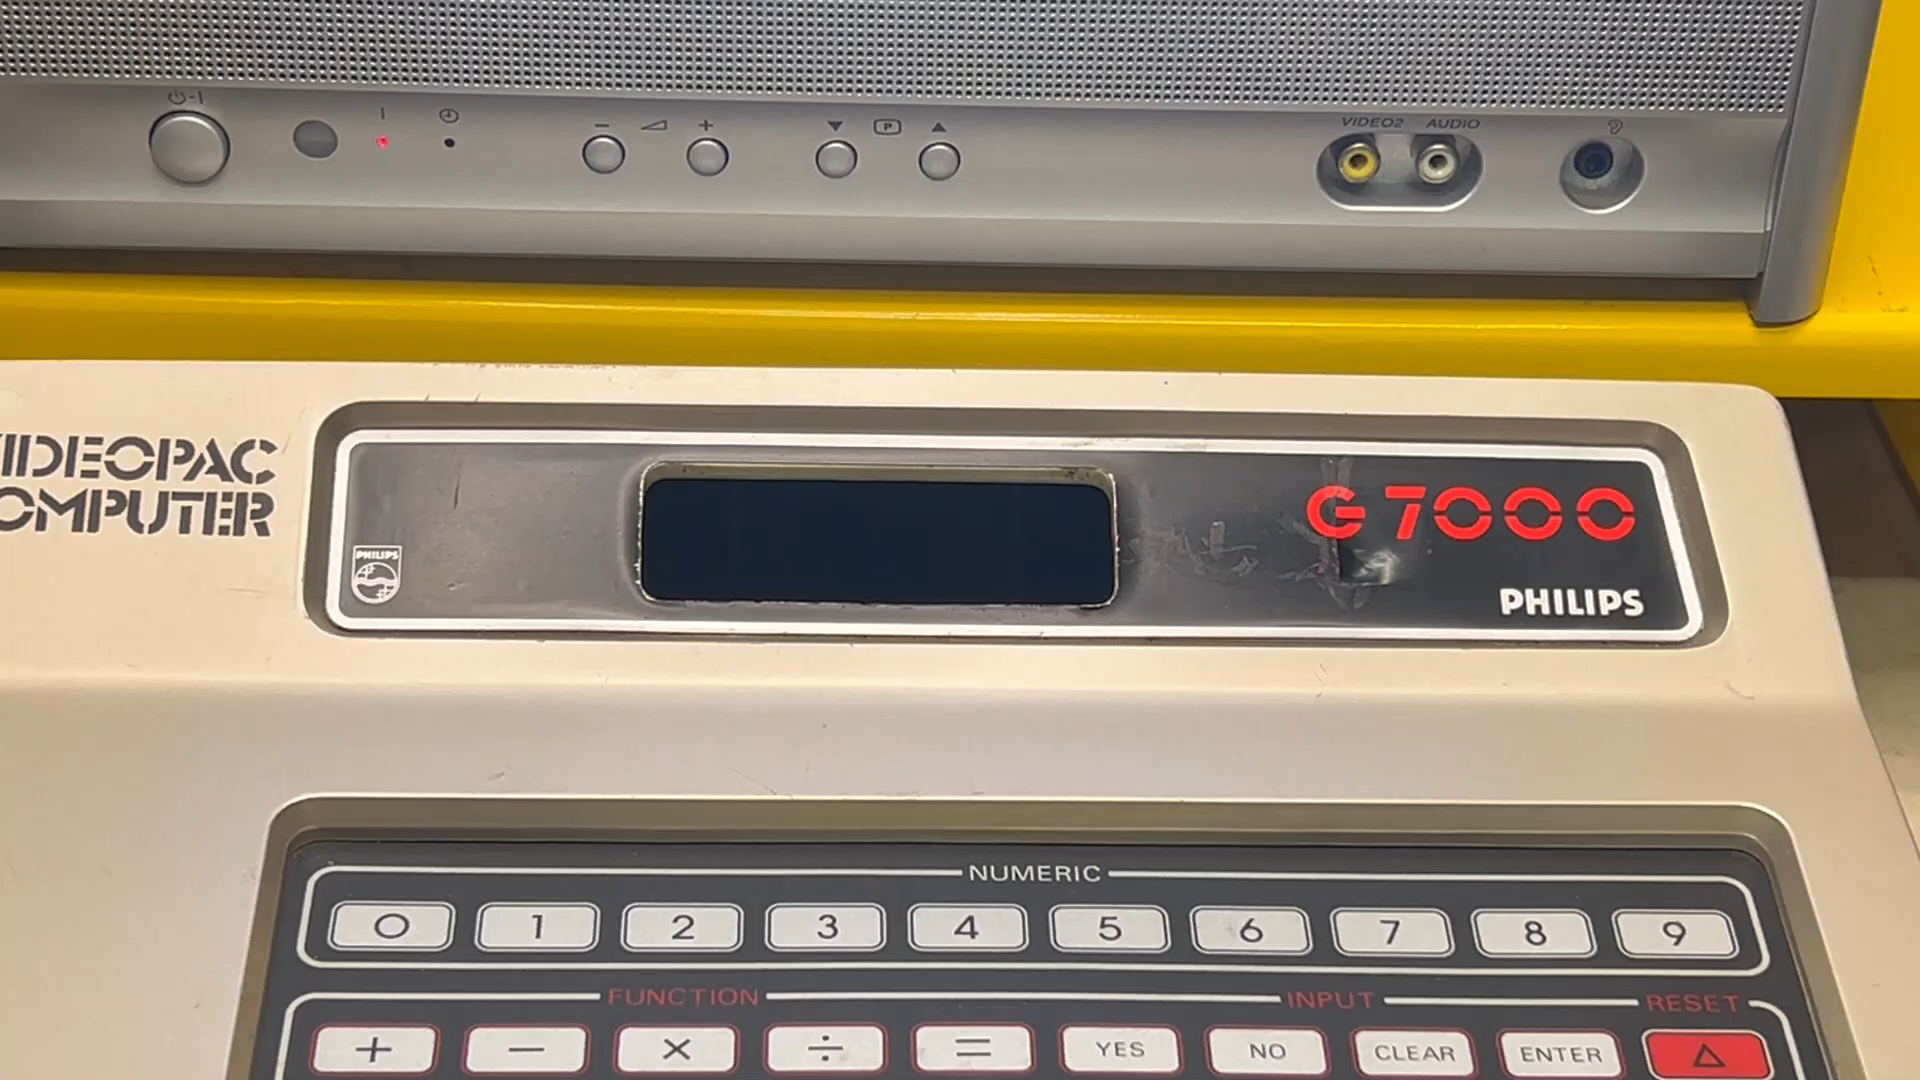 VIDEO2 AUDIO
P
IDEOPAC
OMPUTER
G7000
PHILIPS
PHILIPS
NUMERIC
0 1 2 3 4 5 6 7 8 9
FUNCTION INPUT RESET
+ − × ÷ = YES NO CLEAR ENTER